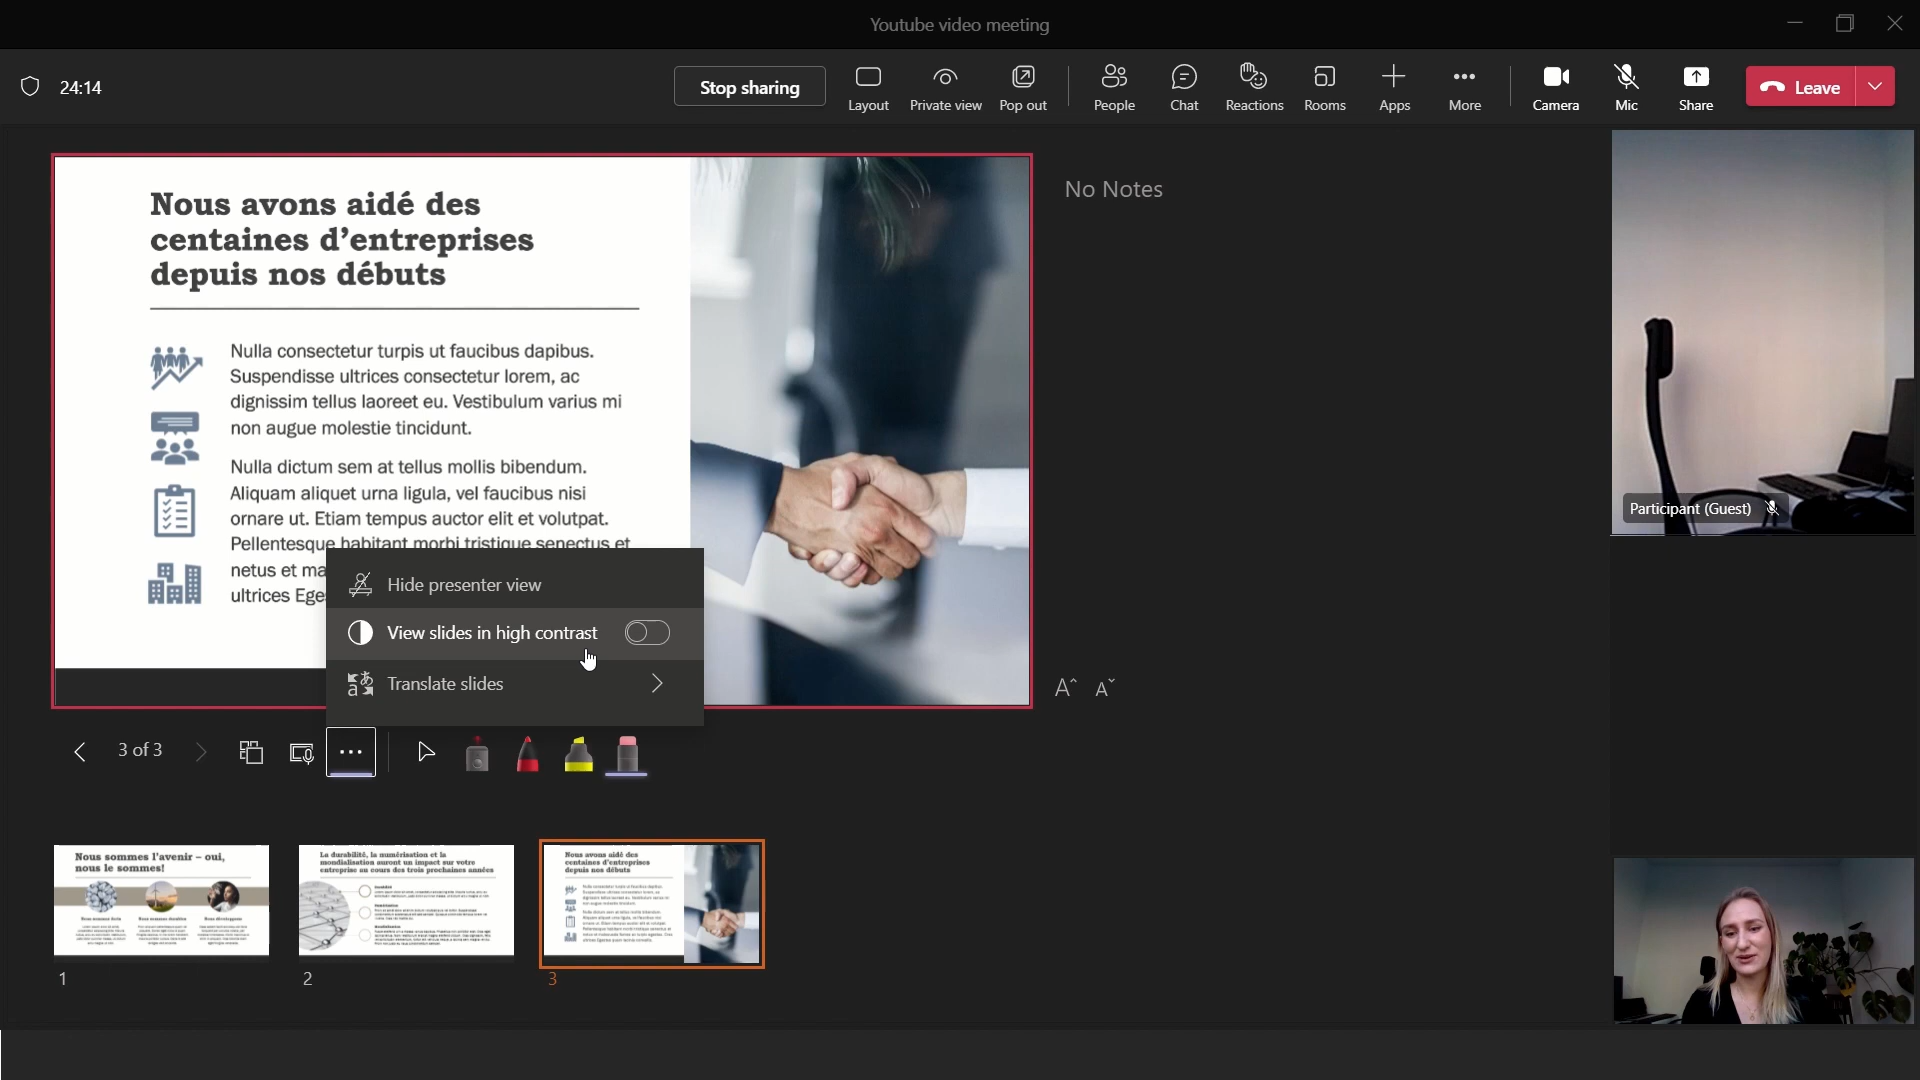 Youtube video meeting
24:14
Stop sharing
Layout
Private view
Pop out
People
Chat
Reactions
Rooms
Apps
More
Camera
Mic
Share
Leave
Nous avons aidé des
centaines d’entreprises
depuis nos débuts
Nulla consectetur turpis ut faucibus dapibus.
Suspendisse ultrices consectetur lorem, ac
dignissim tellus laoreet eu. Vestibulum varius mi
non augue molestie tincidunt.
Nulla dictum sem at tellus mollis bibendum.
Aliquam aliquet urna ligula, vel faucibus nisi
ornare ut. Etiam tempus auctor elit et volutpat.
Pellentesque habitant morbi tristique senectus et
netus et ma
ultrices Ege
No Notes
Hide presenter view
View slides in high contrast
Translate slides
Participant (Guest)
3 of 3
Nous sommes l’avenir – oui,
nous le sommes!
1
La durabilité, la numérisation et la
mondialisation auront un impact sur votre
entreprise au cours des trois prochaines années
2
Nous avons aidé des
centaines d’entreprises
depuis nos débuts
3